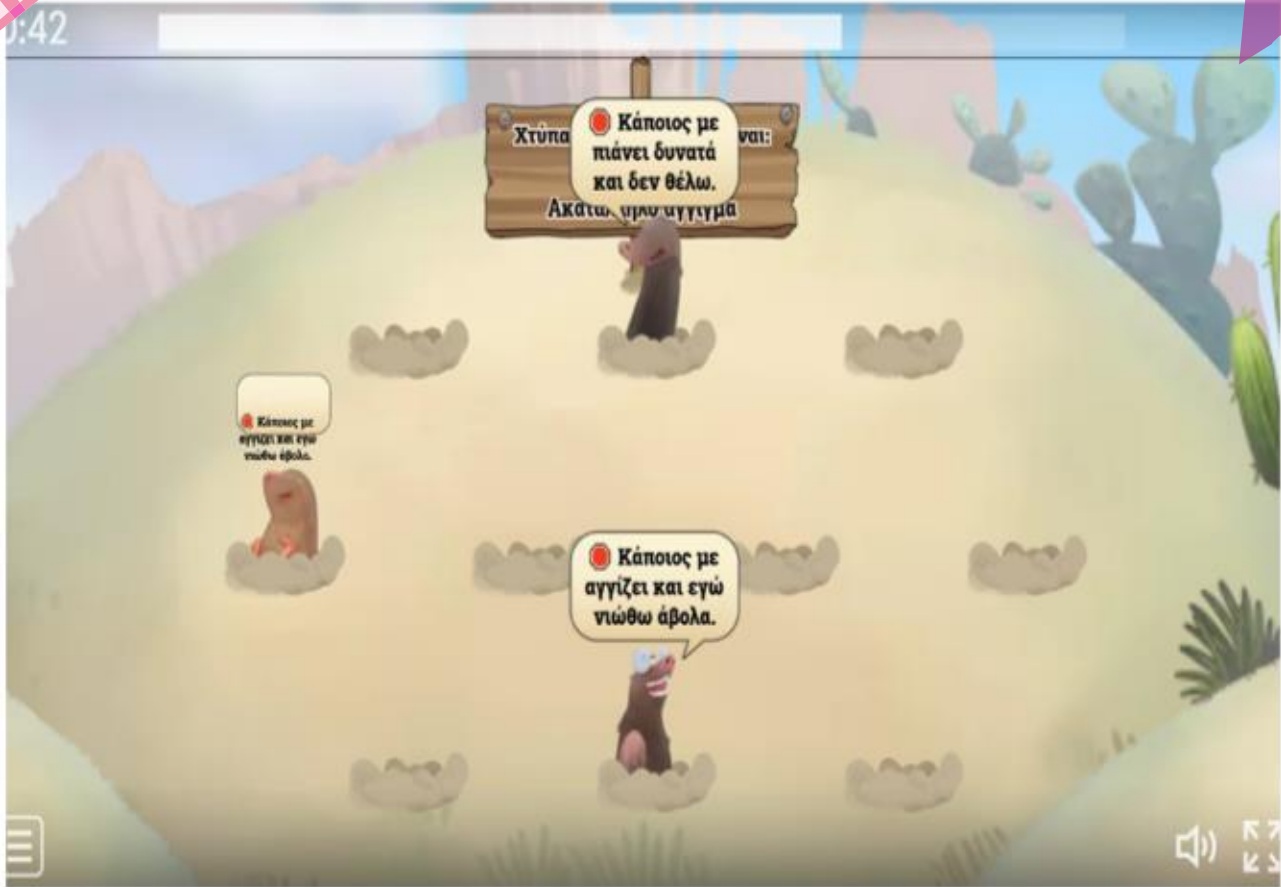 :42
Χτύπα
ναι:
🛑 Κάποιος με
πιάνει δυνατά
και δεν θέλω.
άγγιγμα
Κάποιος με
αγγίζει και εγώ
νιώθω άβολα.
Κάποιος με
αγγίζει και εγώ
νιώθω άβολα.